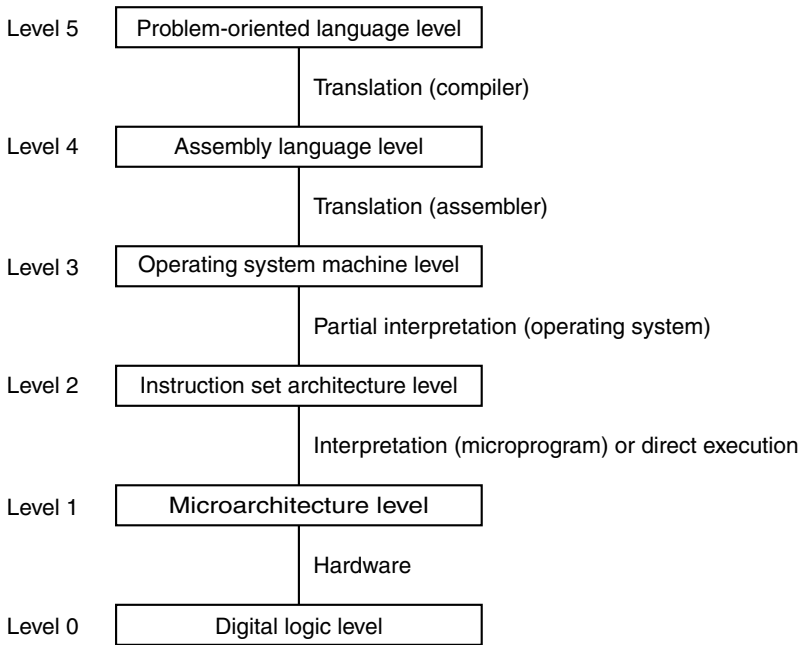 Level 5 Problem-oriented language level
Translation (compiler)
Level 4 Assembly language level
Translation (assembler)
Level 3 Operating system machine level
Partial interpretation (operating system)
Level 2 Instruction set architecture level
Interpretation (microprogram) or direct execution
Level 1 Microarchitecture level
Hardware
Level 0 Digital logic level